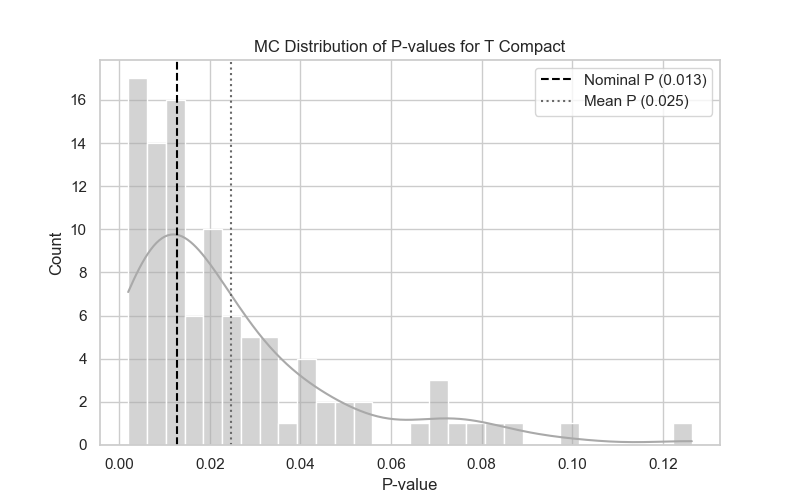 MC Distribution of P-values for T Compact
Nominal P (0.013)
Mean P (0.025)
Count
16
14
12
10
8
6
4
2
0
0.00 0.02 0.04 0.06 0.08 0.10 0.12
P-value